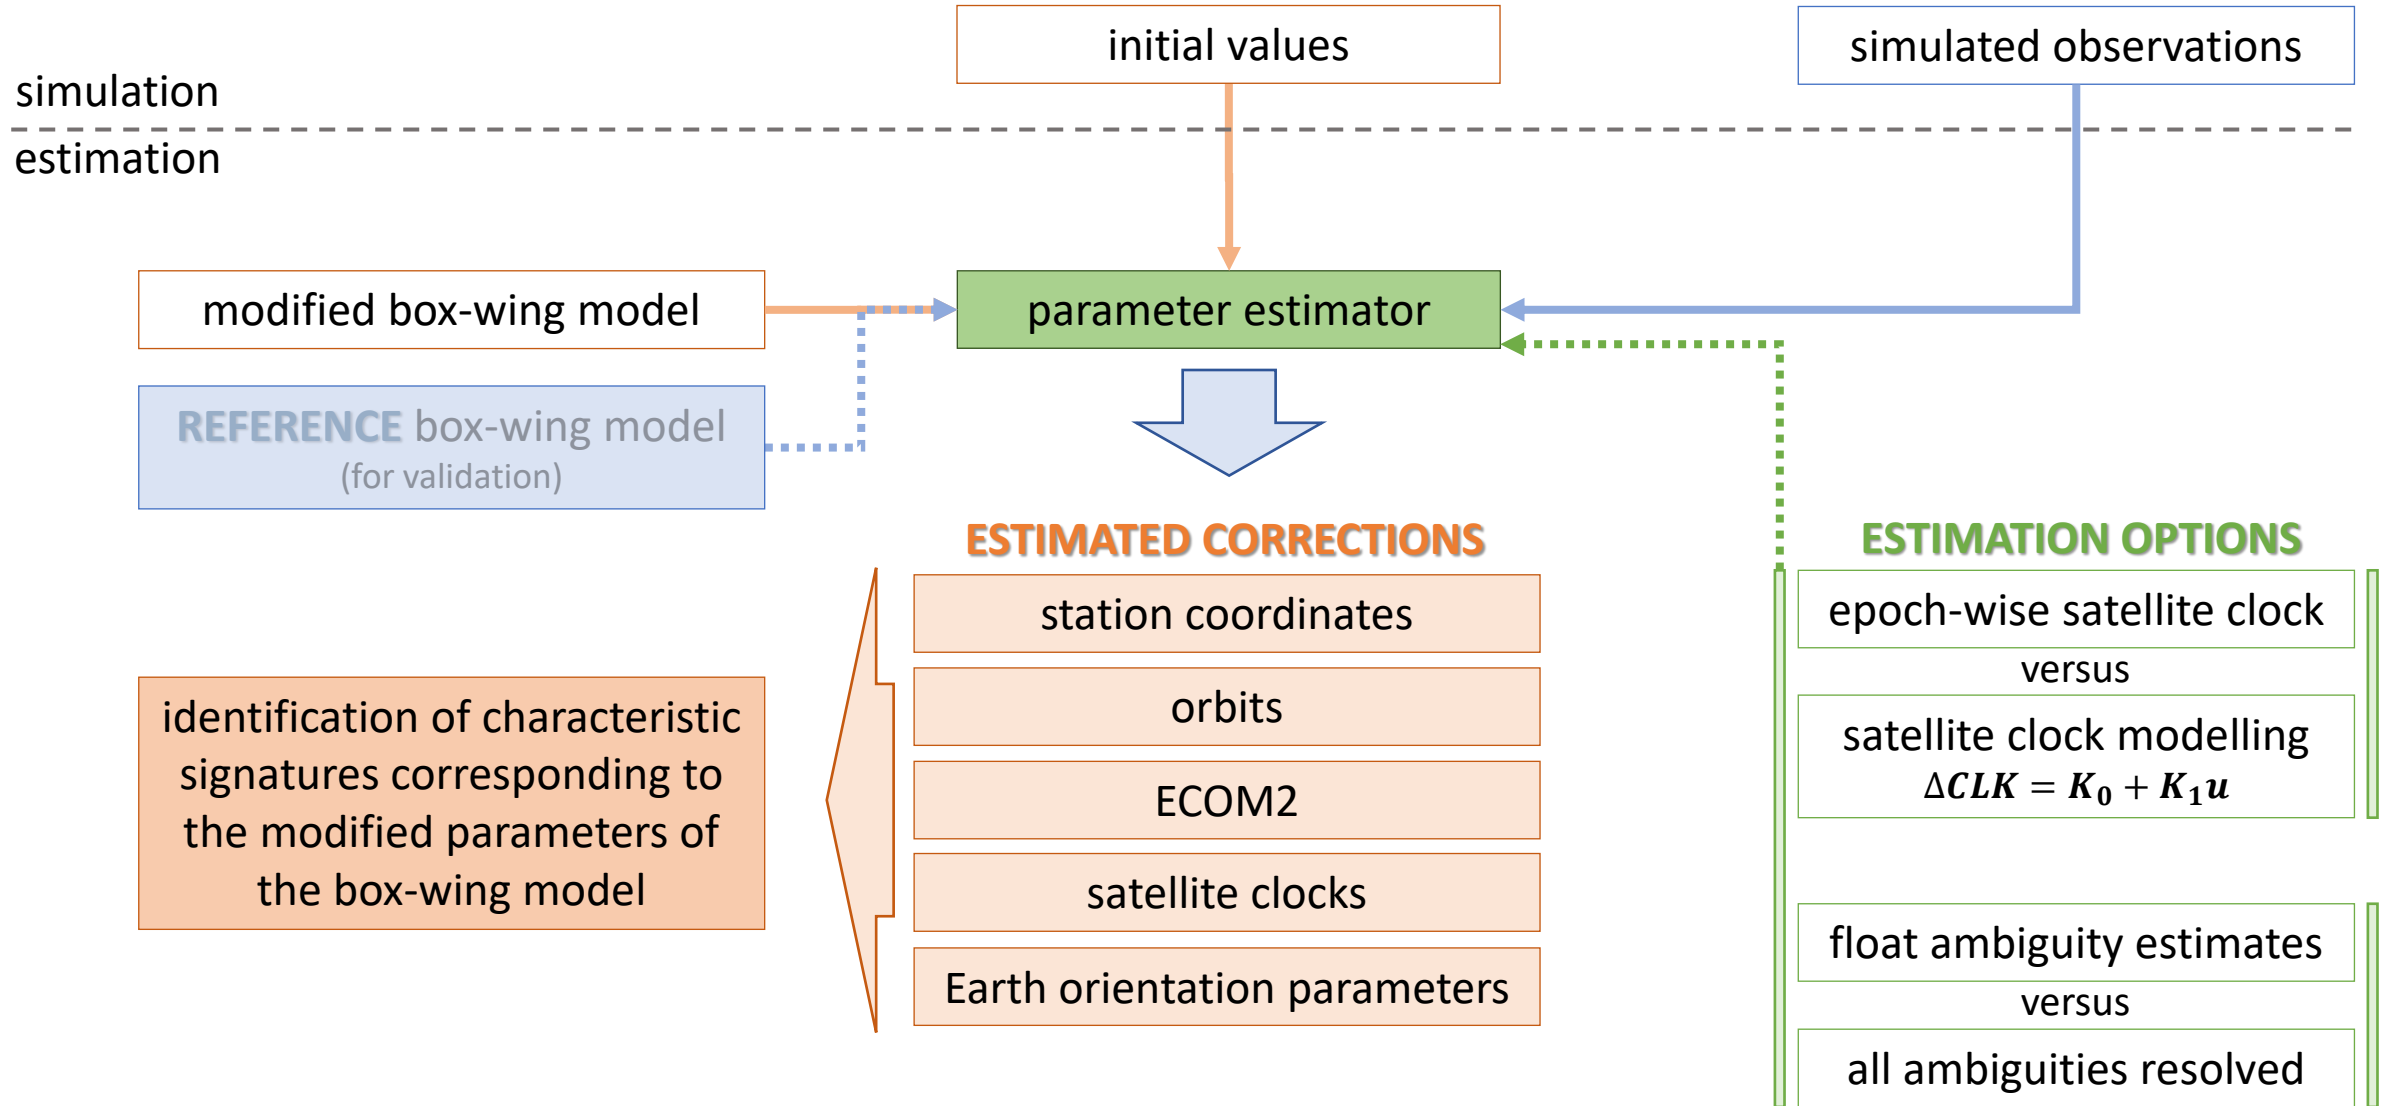 initial values
simulated observations
simulation
estimation
modified box-wing model
parameter estimator
REFERENCE box-wing model
(for validation)
ESTIMATED CORRECTIONS
station coordinates
orbits
ECOM2
satellite clocks
Earth orientation parameters
identification of characteristic
signatures corresponding to
the modified parameters of
the box-wing model
ESTIMATION OPTIONS
epoch-wise satellite clock
versus
satellite clock modelling
ΔCLK = K₀ + K₁u
float ambiguity estimates
versus
all ambiguities resolved